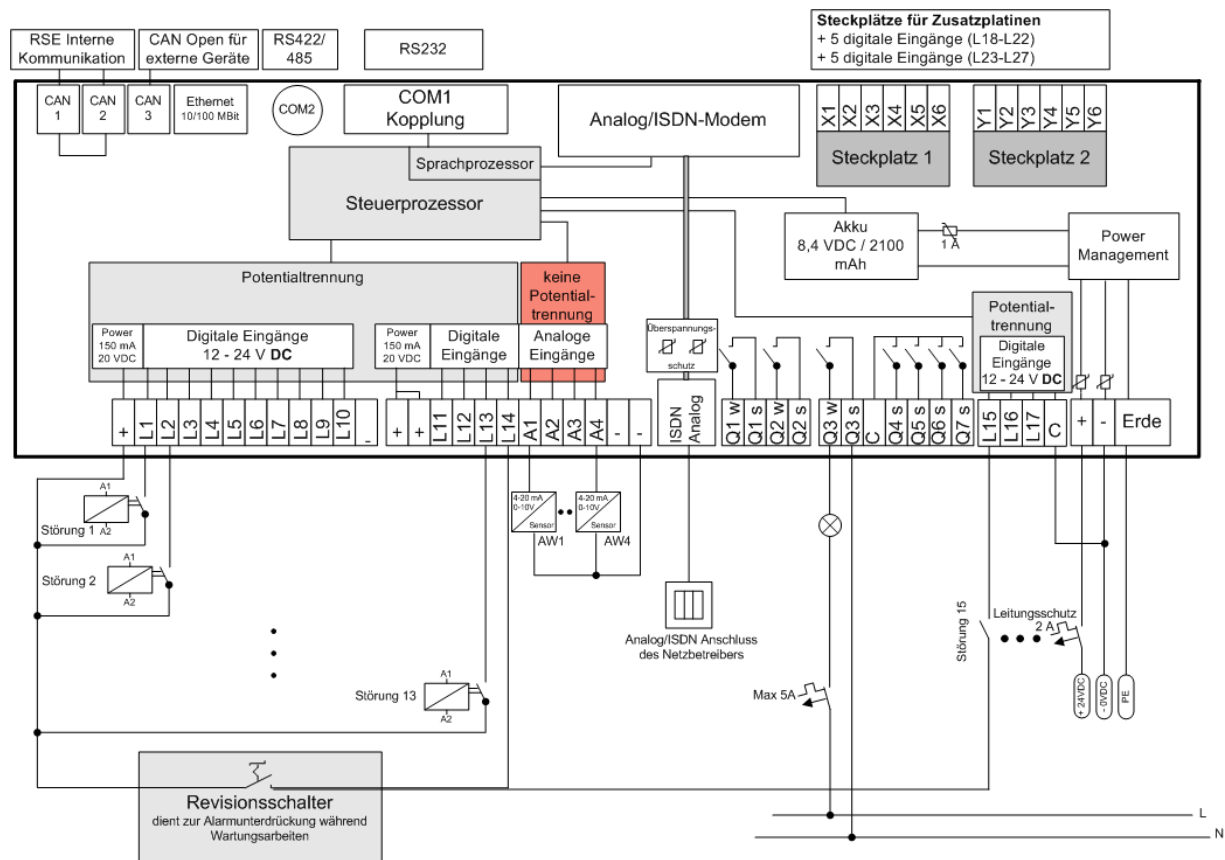 Steckplätze für Zusatzplatinen
+ 5 digitale Eingänge (L18-L22)
+ 5 digitale Eingänge (L23-L27)
RSE Interne
Kommunikation
CAN Open für
externe Geräte
RS422/
485
RS232
CAN
1
CAN
2
CAN
3
Ethernet
10/100 MBit
COM2
COM1
Kopplung
Analog/ISDN-Modem
X1
X2
X3
X4
X5
X6
Steckplatz 1
Y1
Y2
Y3
Y4
Y5
Y6
Steckplatz 2
Sprachprozessor
Steuerprozessor
Akku
8,4 VDC / 2100
mAh
1 A
Power
Management
Potentialtrennung
keine
Potential-
trennung
Power
150 mA
20 VDC
Digitale Eingänge
12 - 24 V DC
Power
150 mA
20 VDC
Digitale
Eingänge
Analoge
Eingänge
Überspannungs-
schutz
Potential-
trennung
Digitale
Eingänge
12 - 24 V DC
+
L1
L2
L3
L4
L5
L6
L7
L8
L9
L10
-
+
+
L11
L12
L13
L14
A1
A2
A3
A4
-
-
ISDN
Analog
Q1 w
Q1 s
Q2 w
Q2 s
Q3 w
Q3 s
C
Q4 s
Q5 s
Q6 s
Q7 s
L15
L16
L17
C
+
-
Erde
A1
Störung 1
A2
A1
Störung 2
A2
4-20 mA
0-10V
Sensor
AW1
4-20 mA
0-10V
Sensor
AW4
Analog/ISDN Anschluss
des Netzbetreibers
Störung 15
Leitungsschutz
2 A
A1
Störung 13
A2
Max 5A
+ 24VDC
- 0VDC
PE
Revisionsschalter
dient zur Alarmunterdrückung während
Wartungsarbeiten
L
N